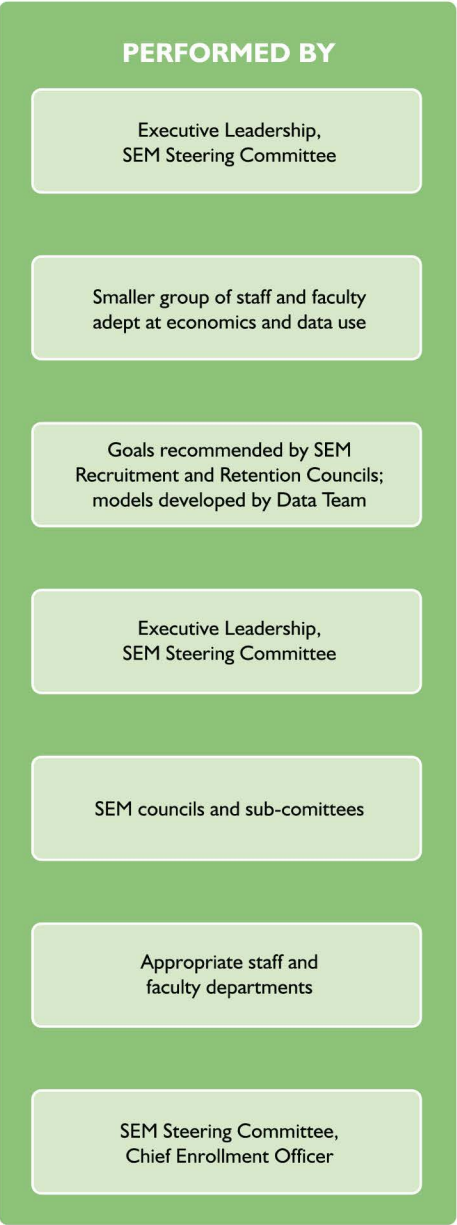 PERFORMED BY
Executive Leadership,
SEM Steering Committee
Smaller group of staff and faculty
adept at economics and data use
Goals recommended by SEM
Recruitment and Retention Councils;
models developed by Data Team
Executive Leadership,
SEM Steering Committee
SEM councils and sub-comittees
Appropriate staff and
faculty departments
SEM Steering Committee,
Chief Enrollment Officer